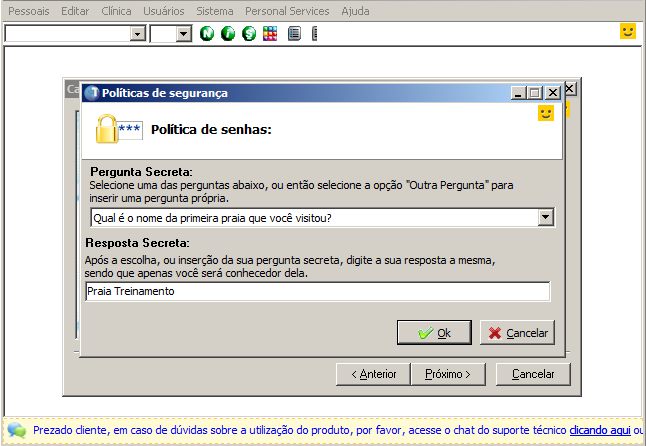 Pessoais Editar Clínica Usuários Sistema Personal Services Ajuda
Ca
Políticas de segurança
*** Política de senhas:
Pergunta Secreta:
Selecione uma das perguntas abaixo, ou então selecione a opção "Outra Pergunta" para
inserir uma pergunta própria.
Qual é o nome da primeira praia que você visitou?
Resposta Secreta:
Após a escolha, ou inserção da sua pergunta secreta, digite a sua resposta a mesma,
sendo que apenas você será conhecedor dela.
Praia Treinamento
Ok Cancelar
< Anterior Próximo > Cancelar
Prezado cliente, em caso de dúvidas sobre a utilização do produto, por favor, acesse o chat do suporte técnico clicando aqui ou